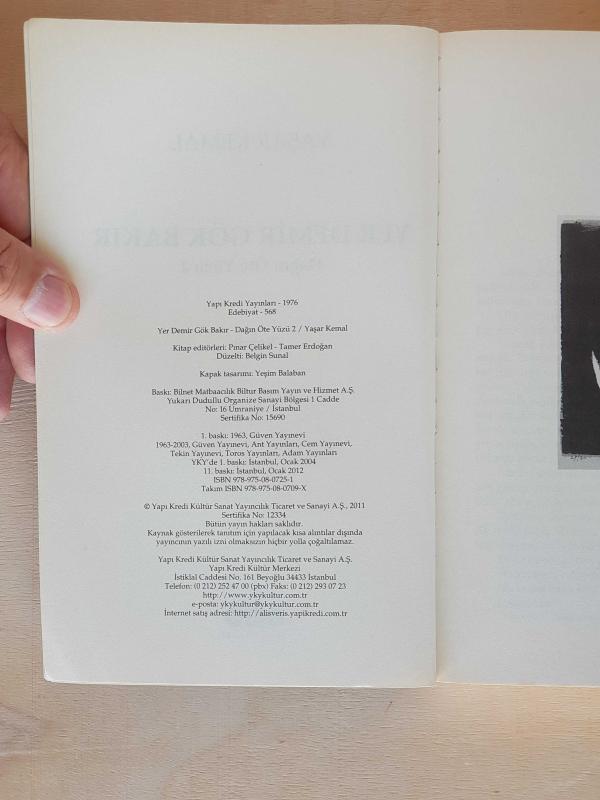 Yapı Kredi Yayınları - 1976
Edebiyat - 568
Yer Demir Gök Bakır - Dağın Öte Yüzü 2 / Yaşar Kemal
Kitap editörleri: Pınar Çelikel - Tamer Erdoğan
Düzelti: Belgin Sunal
Kapak tasarımı: Yeşim Balaban
Baskı: Bilnet Matbaacılık Biltur Basım Yayın ve Hizmet A.Ş.
Yukarı Dudullu Organize Sanayi Bölgesi 1 Cadde
No: 16 Ümraniye / İstanbul
Sertifika No: 15690
1. baskı: 1963, Güven Yayınevi
1963-2003, Güven Yayınevi, Ant Yayınları, Cem Yayınevi,
Tekin Yayınevi, Toros Yayınları, Adam Yayınları
YKY'de 1. baskı: İstanbul, Ocak 2004
11. baskı: İstanbul, Ocak 2012
ISBN 978-975-08-0725-1
Takım ISBN 978-975-08-0709-X
© Yapı Kredi Kültür Sanat Yayıncılık Ticaret ve Sanayi A.Ş., 2011
Sertifika No: 12334
Bütün yayın hakları saklıdır.
Kaynak gösterilerek tanıtım için yapılacak kısa alıntılar dışında
yayıncının yazılı izni olmaksızın hiçbir yolla çoğaltılamaz.
Yapı Kredi Kültür Sanat Yayıncılık Ticaret ve Sanayi A.Ş.
Yapı Kredi Kültür Merkezi
İstiklal Caddesi No. 161 Beyoğlu 34433 İstanbul
Telefon: (0 212) 252 47 00 (pbx) Faks: (0 212) 293 07 23
http://www.ykykultur.com.tr
e-posta: ykykultur@ykykultur.com.tr
İnternet satış adresi: http://alisveris.yapikredi.com.tr